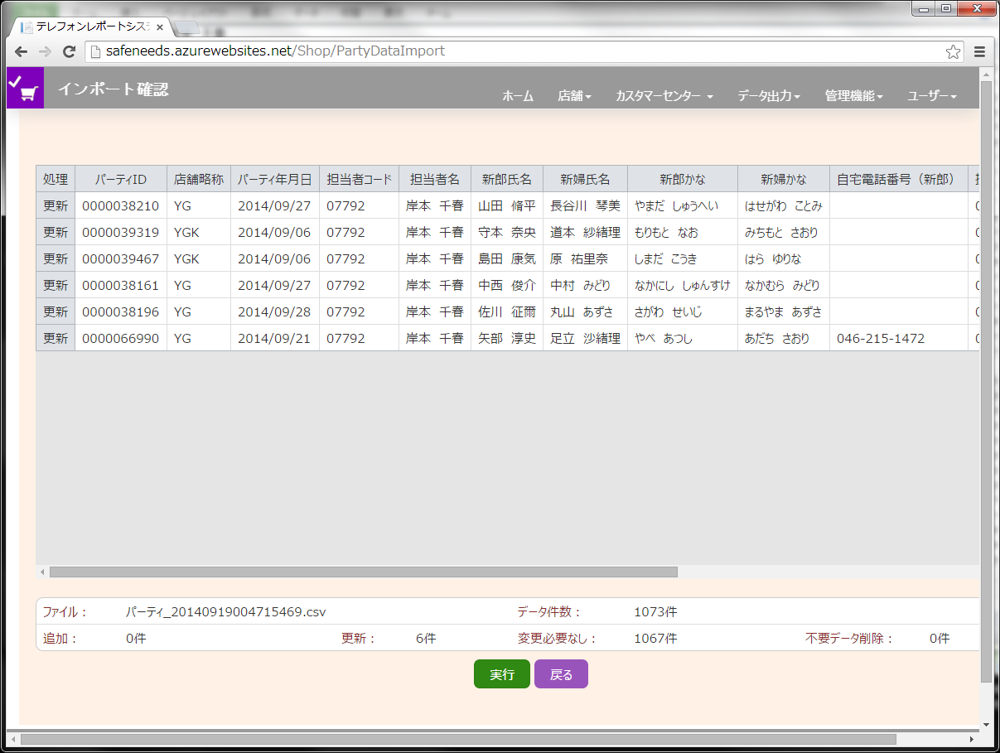 テレフォンレポートシス
safeneeds.azurewebsites.net/Shop/PartyDataImport
インポート確認 ホーム 店舗 カスタマーセンター データ出力 管理機能 ユーザー
処理 パーティID 店舗略称 パーティ年月日 担当者コード 担当者名 新郎氏名 新婦氏名 新郎かな 新婦かな 自宅電話番号（新郎）
更新 0000038210 YG 2014/09/27 07792 岸本 千春 山田 脩平 長谷川 琴美 やまだ しゅうへい はせがわ ことみ
更新 0000039319 YGK 2014/09/06 07792 岸本 千春 守本 奈央 道本 紗緒理 もりもと なお みちもと さおり
更新 0000039467 YGK 2014/09/06 07792 岸本 千春 島田 康気 原 祐里奈 しまだ こうき はら ゆりな
更新 0000038161 YG 2014/09/27 07792 岸本 千春 中西 俊介 中村 みどり なかにし しゅんすけ なかむら みどり
更新 0000038196 YG 2014/09/28 07792 岸本 千春 佐川 征爾 丸山 あずさ さがわ せいじ まるやま あずさ
更新 0000066990 YG 2014/09/21 07792 岸本 千春 矢部 淳史 足立 沙緒理 やべ あつし あだち さおり 046-215-1472
ファイル： パーティ_20140919004715469.csv データ件数： 1073件
追加： 0件 更新： 6件 変更必要なし： 1067件 不要データ削除： 0件
実行 戻る